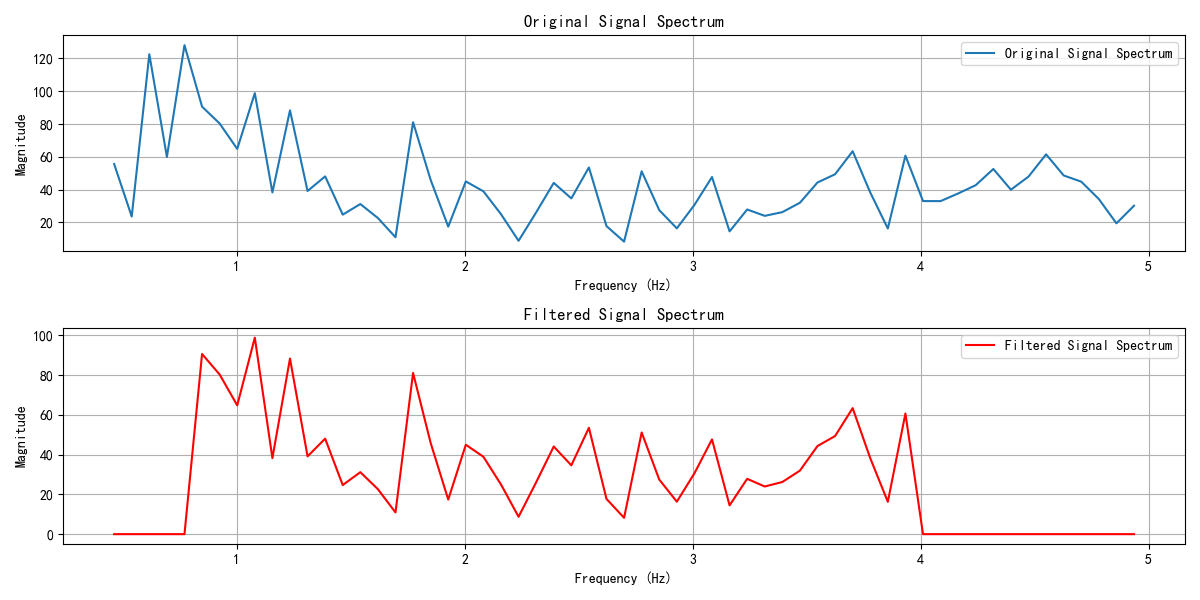 Original Signal Spectrum
120
100
80
60
40
20
Magnitude
Original Signal Spectrum
1
2
3
4
5
Frequency (Hz)
Filtered Signal Spectrum
100
80
60
40
20
0
Magnitude
Filtered Signal Spectrum
1
2
3
4
5
Frequency (Hz)